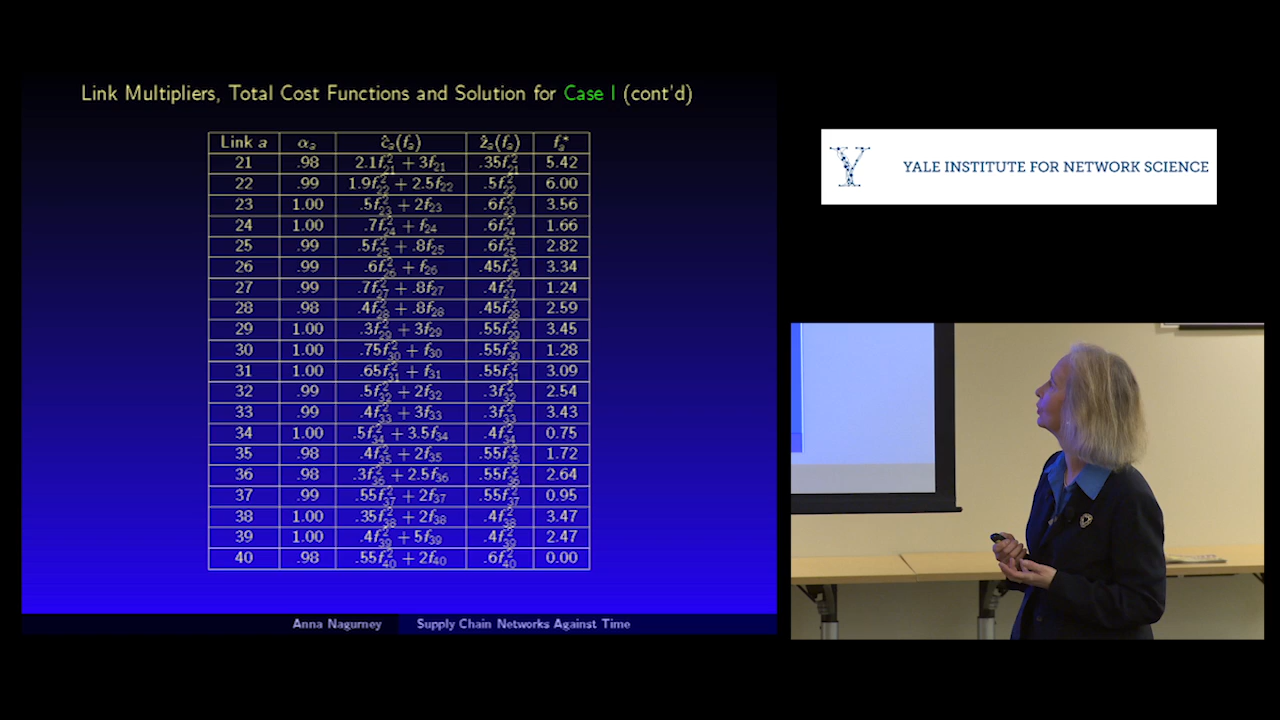 Link Multipliers, Total Cost Functions and Solution for Case I (cont'd)
Link a αₐ ĉₐ(fₐ) ẑₐ(fₐ) fₐ*
21 .98 2.1f²₂₁ + 3f₂₁ .35f²₂₁ 5.42
22 .99 1.9f²₂₂ + 2.5f₂₂ .5f²₂₂ 6.00
23 1.00 .5f²₂₃ + 2f₂₃ .6f²₂₃ 3.56
24 1.00 .7f²₂₄ + f₂₄ .6f²₂₄ 1.66
25 .99 .5f²₂₅ + .8f₂₅ .6f²₂₅ 2.82
26 .99 .6f²₂₆ + f₂₆ .45f²₂₆ 3.34
27 .99 .7f²₂₇ + .8f₂₇ .4f²₂₇ 1.24
28 .98 .4f²₂₈ + .8f₂₈ .45f²₂₈ 2.59
29 1.00 .3f²₂₉ + 3f₂₉ .55f²₂₉ 3.45
30 1.00 .75f²₃₀ + f₃₀ .55f²₃₀ 1.28
31 1.00 .65f²₃₁ + f₃₁ .55f²₃₁ 3.09
32 .99 .5f²₃₂ + 2f₃₂ .3f²₃₂ 2.54
33 .99 .4f²₃₃ + 3f₃₃ .3f²₃₃ 3.43
34 1.00 .5f²₃₄ + 3.5f₃₄ .4f²₃₄ 0.75
35 .98 .4f²₃₅ + 2f₃₅ .55f²₃₅ 1.72
36 .98 .3f²₃₆ + 2.5f₃₆ .55f²₃₆ 2.64
37 .99 .55f²₃₇ + 2f₃₇ .55f²₃₇ 0.95
38 1.00 .35f²₃₈ + 2f₃₈ .4f²₃₈ 3.47
39 1.00 .4f²₃₉ + 5f₃₉ .4f²₃₉ 2.47
40 .98 .55f²₄₀ + 2f₄₀ .6f²₄₀ 0.00
Anna Nagurney Supply Chain Networks Against Time
YALE INSTITUTE FOR NETWORK SCIENCE